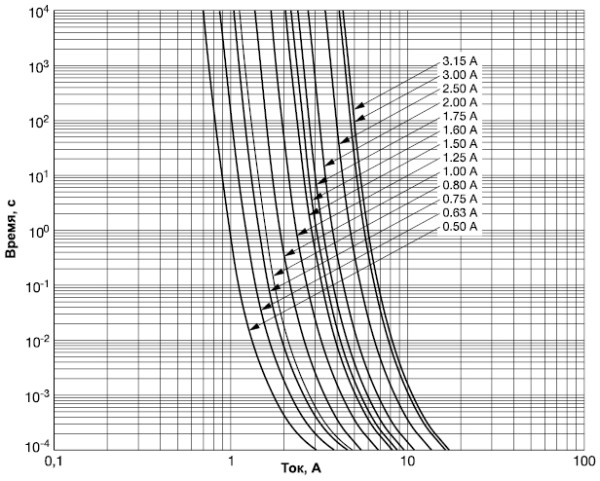 10⁴
10³
10²
10¹
10⁰
10⁻¹
10⁻²
10⁻³
10⁻⁴
Время, с
3.15 A
3.00 A
2.50 A
2.00 A
1.75 A
1.60 A
1.50 A
1.25 A
1.00 A
0.80 A
0.75 A
0.63 A
0.50 A
0,1
1
10
100
Ток, А